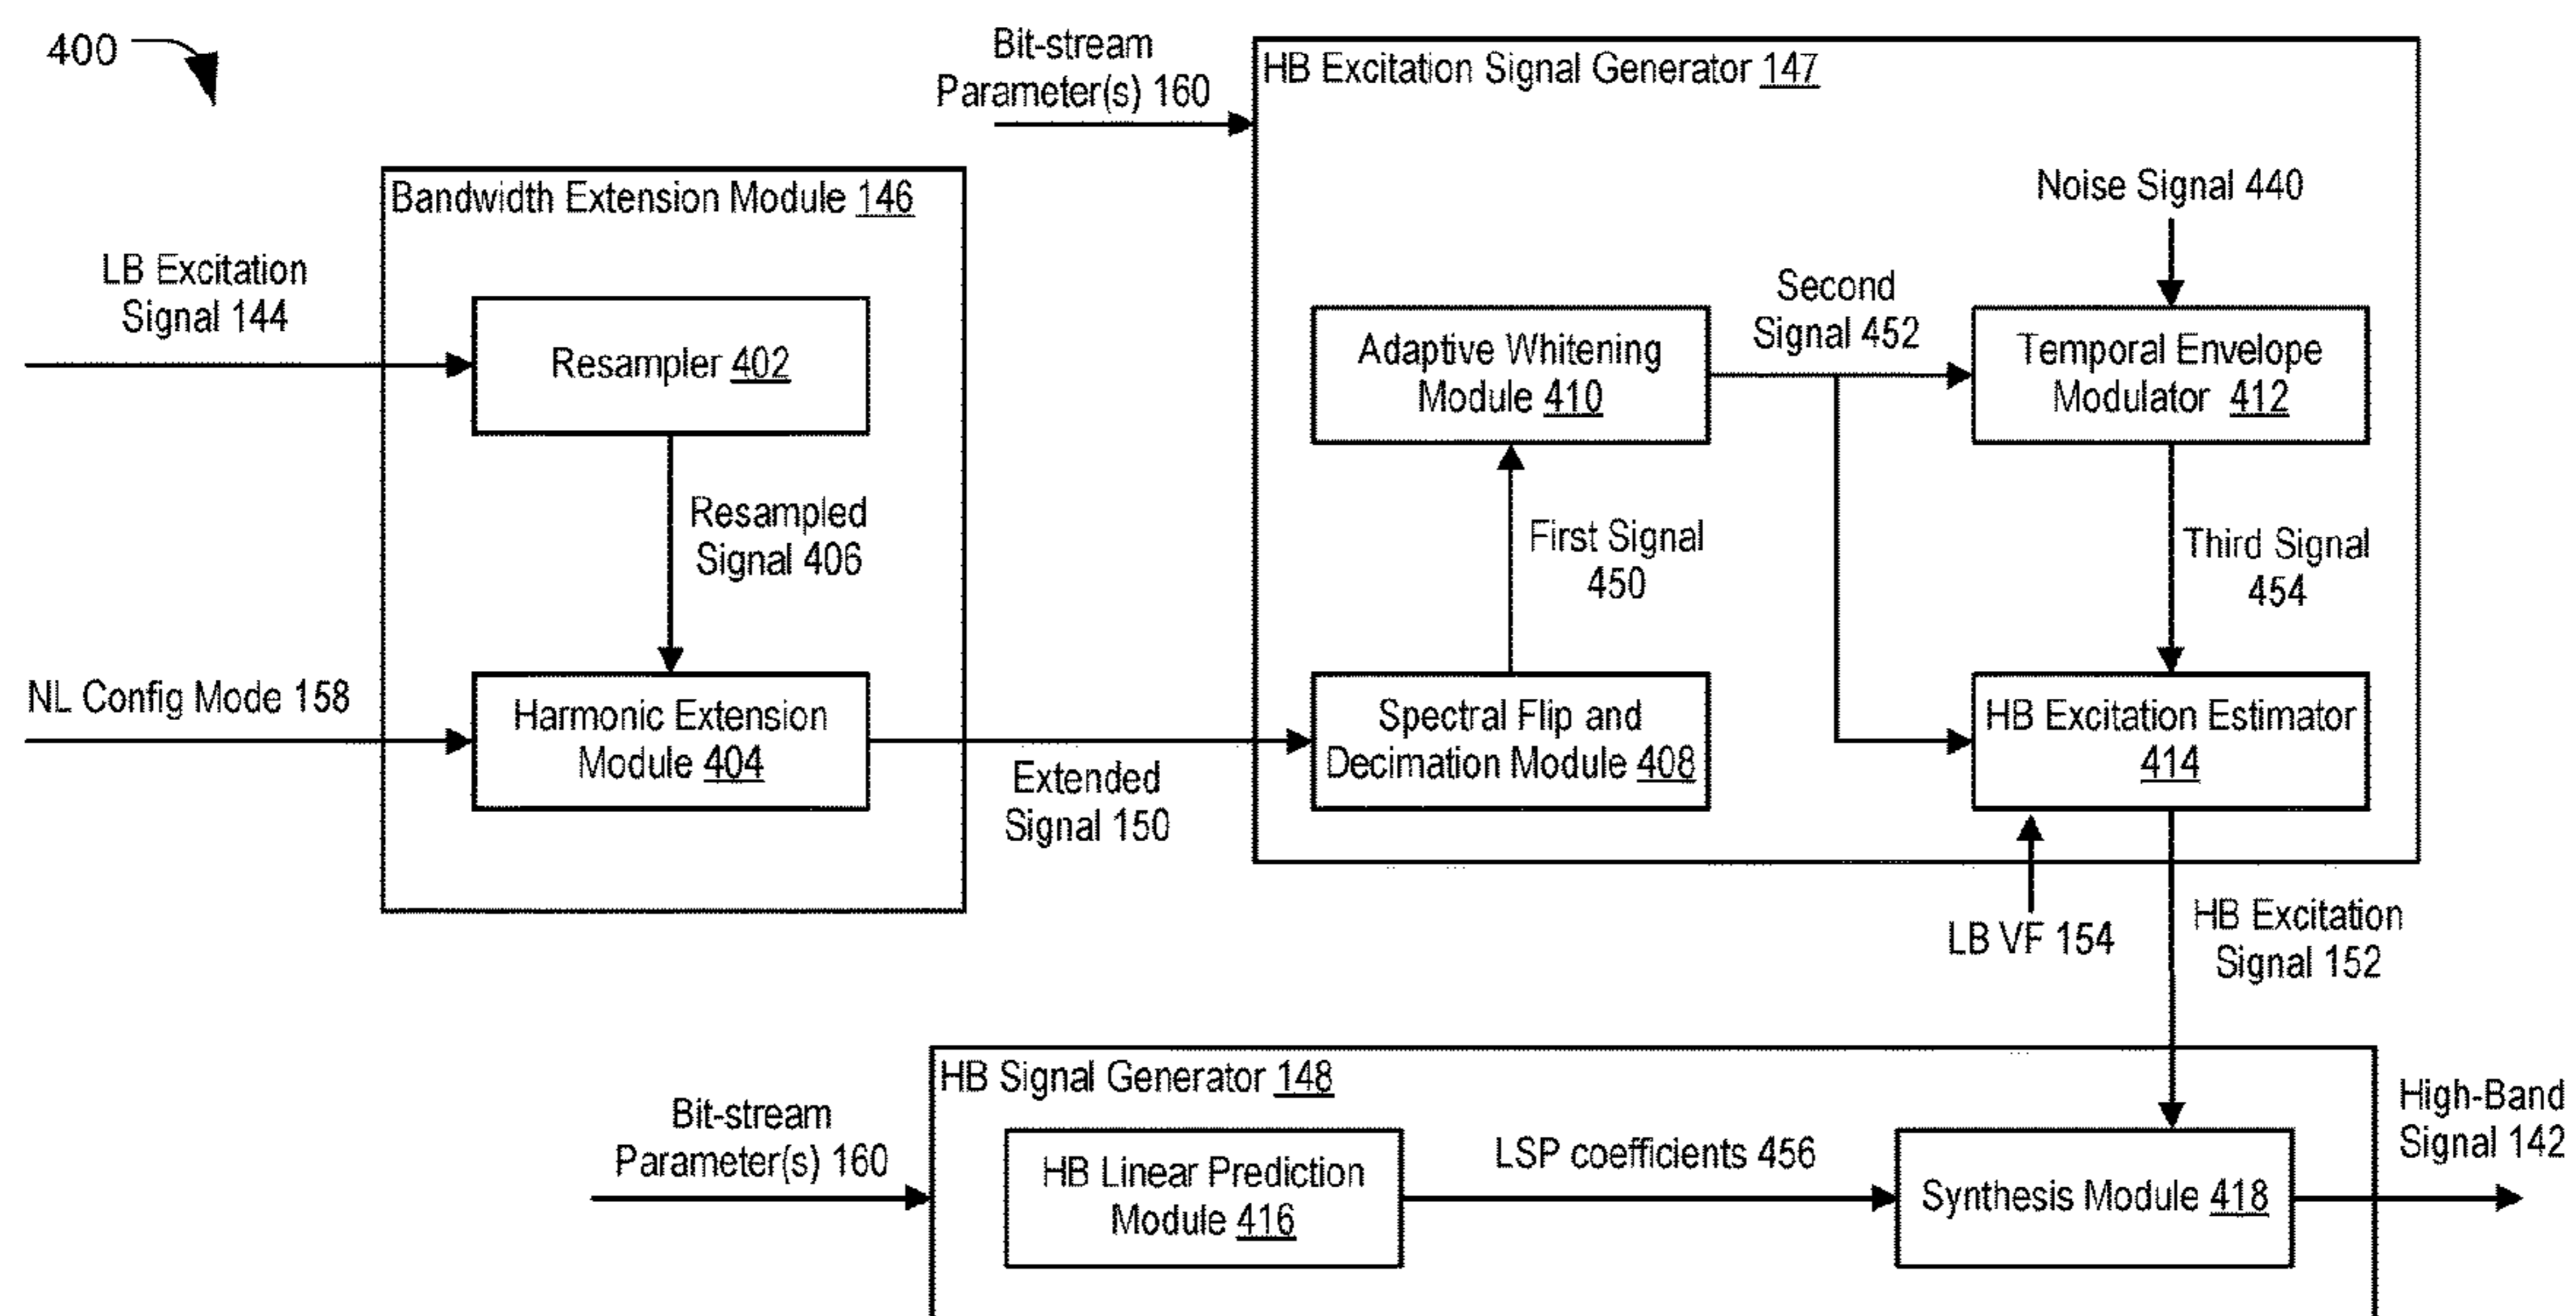 400
Bit-stream
Parameter(s) 160
HB Excitation Signal Generator 147
Bandwidth Extension Module 146
Noise Signal 440
LB Excitation
Signal 144
Resampler 402
Adaptive Whitening
Module 410
Second
Signal 452
Temporal Envelope
Modulator 412
Resampled
Signal 406
First Signal
450
Third Signal
454
NL Config Mode 158
Harmonic Extension
Module 404
Extended
Signal 150
Spectral Flip and
Decimation Module 408
HB Excitation Estimator
414
LB VF 154
HB Excitation
Signal 152
HB Signal Generator 148
Bit-stream
Parameter(s) 160
HB Linear Prediction
Module 416
LSP coefficients 456
Synthesis Module 418
High-Band
Signal 142